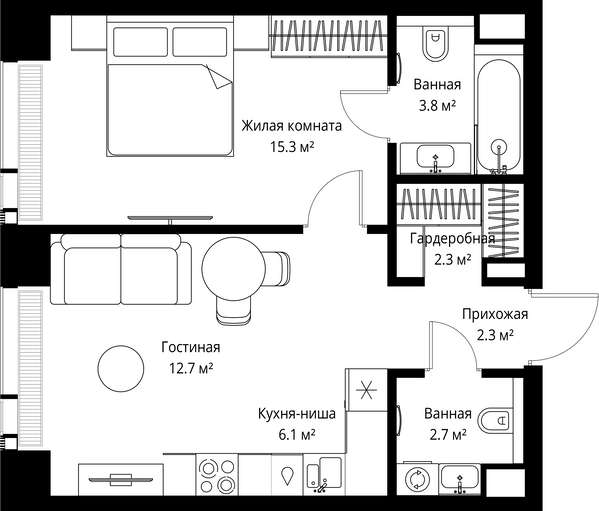 Ванная
3.8 м²
Жилая комната
15.3 м²
Гардеробная
2.3 м²
Прихожая
2.3 м²
Гостиная
12.7 м²
Кухня-ниша
6.1 м²
Ванная
2.7 м²